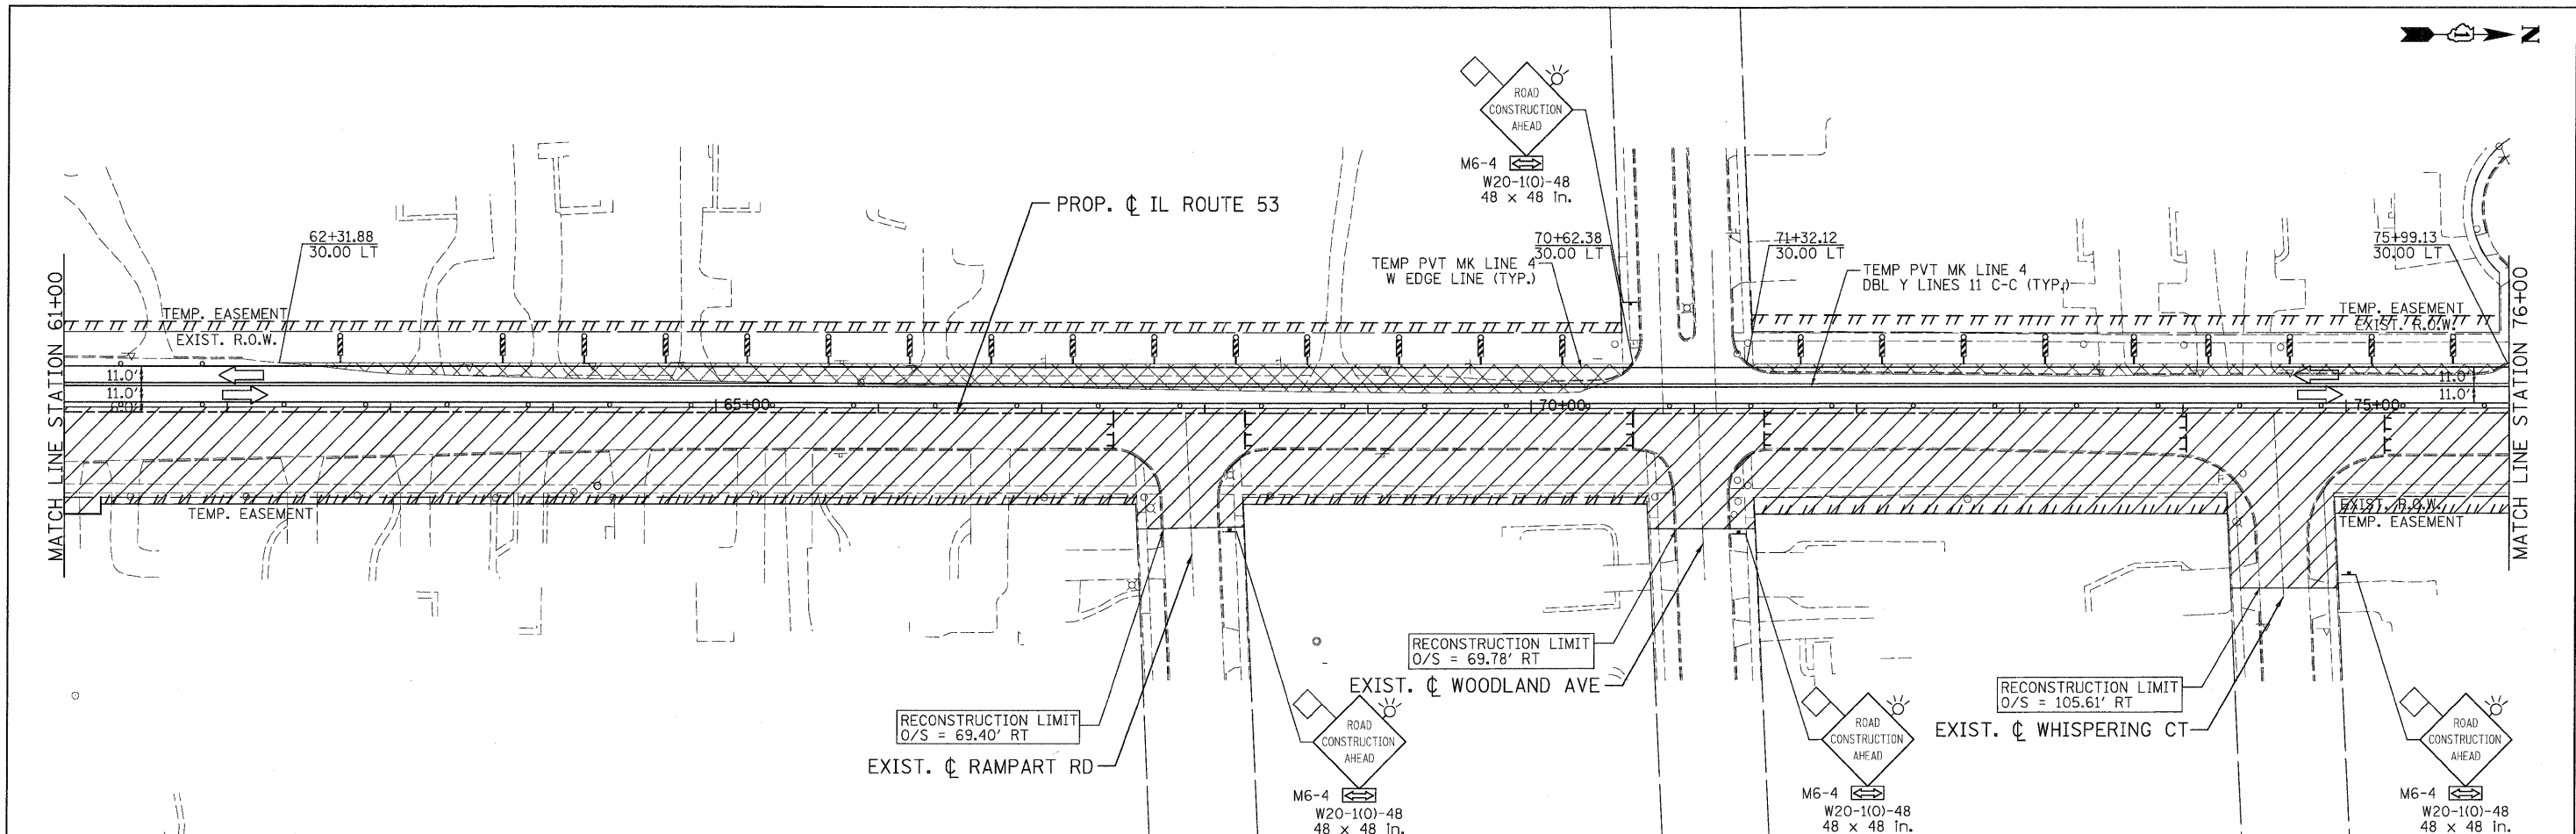 N
ROAD
CONSTRUCTION
AHEAD
M6-4
W20-1(O)-48
48 x 48 in.
PROP. ℄ IL ROUTE 53
62+31.88
30.00 LT
70+62.38
30.00 LT
71+32.12
30.00 LT
75+99.13
30.00 LT
TEMP PVT MK LINE 4
W EDGE LINE (TYP.)
TEMP PVT MK LINE 4
DBL Y LINES 11 C-C (TYP.)
MATCH LINE STATION 61+00
MATCH LINE STATION 76+00
TEMP. EASEMENT
EXIST. R.O.W.
TEMP. EASEMENT
EXIST. R.O.W.
11.0'
11.0'
6.0'
11.0'
11.0'
65+00
70+00
75+00
TEMP. EASEMENT
EXIST. R.O.W.
TEMP. EASEMENT
RECONSTRUCTION LIMIT
O/S = 69.40' RT
EXIST. ℄ RAMPART RD
RECONSTRUCTION LIMIT
O/S = 69.78' RT
EXIST. ℄ WOODLAND AVE
RECONSTRUCTION LIMIT
O/S = 105.61' RT
EXIST. ℄ WHISPERING CT
ROAD
CONSTRUCTION
AHEAD
M6-4
W20-1(O)-48
48 x 48 in.
ROAD
CONSTRUCTION
AHEAD
M6-4
W20-1(O)-48
48 x 48 in.
ROAD
CONSTRUCTION
AHEAD
M6-4
W20-1(O)-48
48 x 48 in.